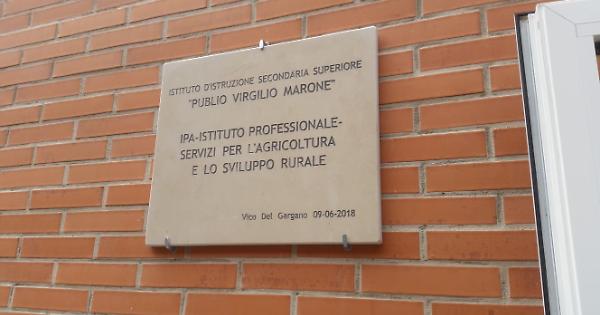 ISTITUTO D'ISTRUZIONE SECONDARIA SUPERIORE
"PUBLIO VIRGILIO MARONE"
IPA-ISTITUTO PROFESSIONALE-
SERVIZI PER L'AGRICOLTURA
E LO SVILUPPO RURALE
Vico Del Gargano 09-06-2018